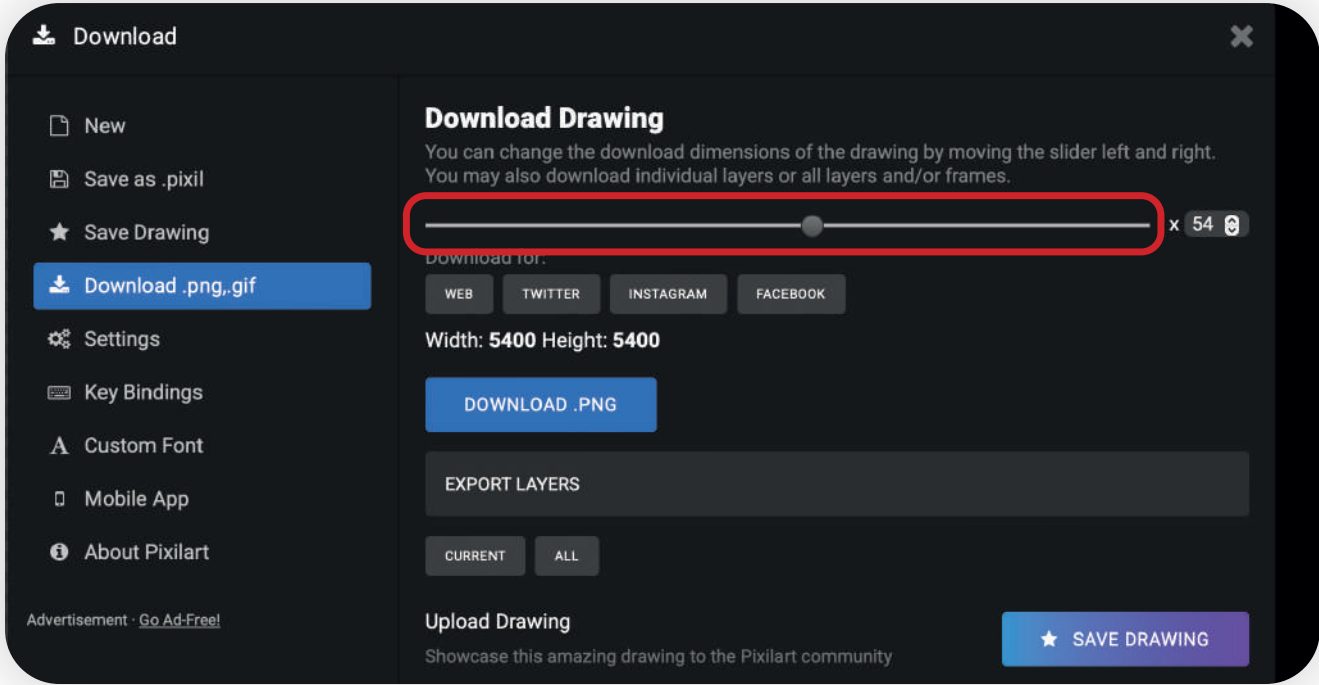 Download
New
Save as .pixil
Save Drawing
Download .png,.gif
Settings
Key Bindings
Custom Font
Mobile App
About Pixilart
Advertisement · Go Ad-Free!
Download Drawing
You can change the download dimensions of the drawing by moving the slider left and right.
You may also download individual layers or all layers and/or frames.
x 54
Download for:
WEB TWITTER INSTAGRAM FACEBOOK
Width: 5400 Height: 5400
DOWNLOAD .PNG
EXPORT LAYERS
CURRENT ALL
Upload Drawing
Showcase this amazing drawing to the Pixilart community
SAVE DRAWING